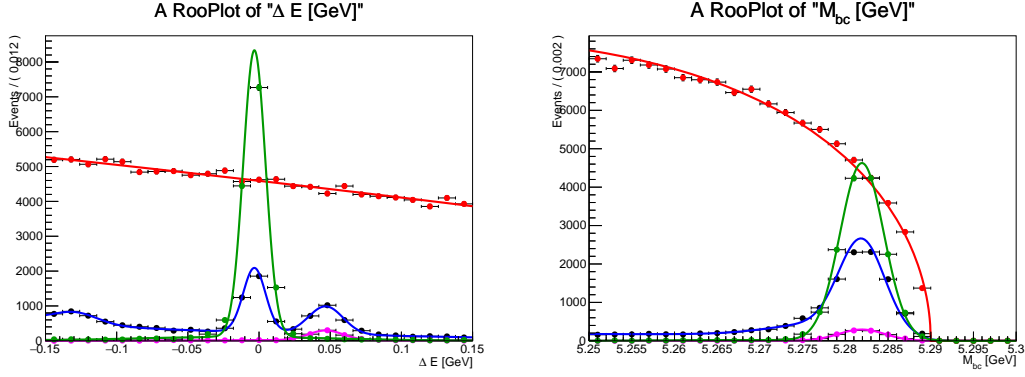 A RooPlot of "Δ E [GeV]"
Events / ( 0.012 )
8000
7000
6000
5000
4000
3000
2000
1000
0
−0.15 −0.1 −0.05 0 0.05 0.1 0.15
Δ E [GeV]
A RooPlot of "Mbc [GeV]"
Events / ( 0.002 )
7000
6000
5000
4000
3000
2000
1000
0
5.25 5.255 5.26 5.265 5.27 5.275 5.28 5.285 5.29 5.295 5.3
Mbc [GeV]